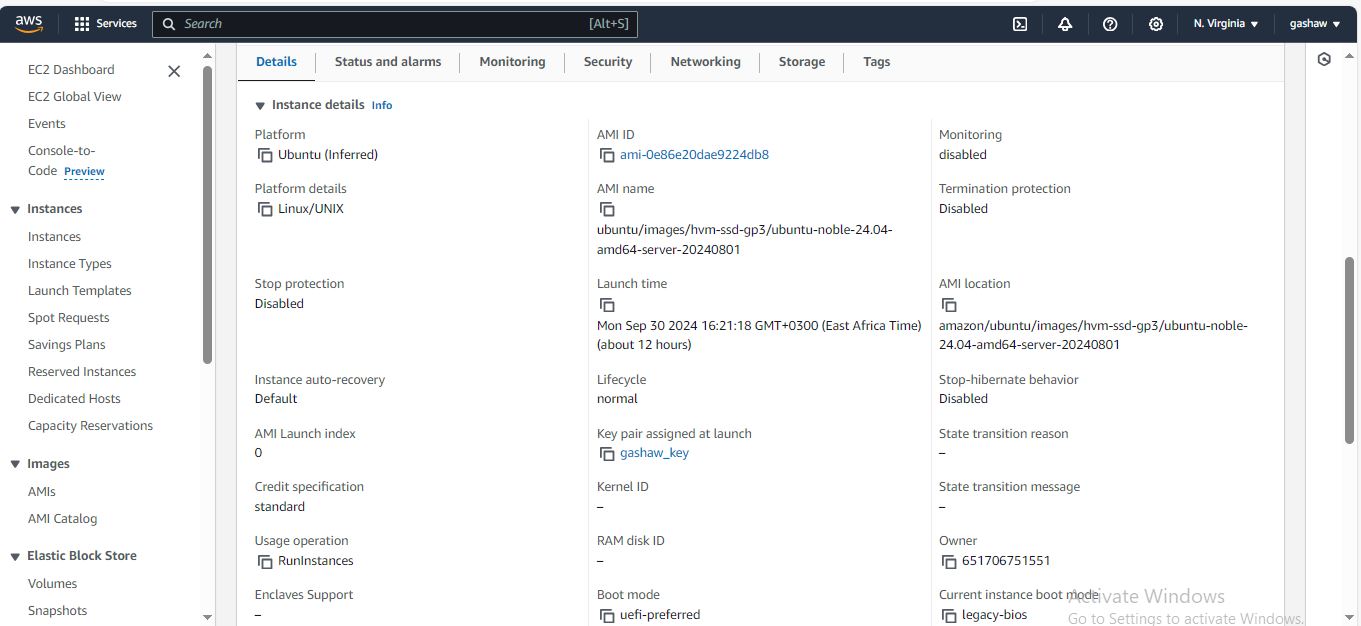 aws
Services
Search
[Alt+S]
N. Virginia
gashaw
EC2 Dashboard
EC2 Global View
Events
Console-to-
Code Preview
Instances
Instances
Instance Types
Launch Templates
Spot Requests
Savings Plans
Reserved Instances
Dedicated Hosts
Capacity Reservations
Images
AMIs
AMI Catalog
Elastic Block Store
Volumes
Snapshots
Details
Status and alarms
Monitoring
Security
Networking
Storage
Tags
Instance details Info
Platform
Ubuntu (Inferred)
AMI ID
ami-0e86e20dae9224db8
Monitoring
disabled
Platform details
Linux/UNIX
AMI name
ubuntu/images/hvm-ssd-gp3/ubuntu-noble-24.04-
amd64-server-20240801
Termination protection
Disabled
Stop protection
Disabled
Launch time
Mon Sep 30 2024 16:21:18 GMT+0300 (East Africa Time)
(about 12 hours)
AMI location
amazon/ubuntu/images/hvm-ssd-gp3/ubuntu-noble-
24.04-amd64-server-20240801
Instance auto-recovery
Default
Lifecycle
normal
Stop-hibernate behavior
Disabled
AMI Launch index
0
Key pair assigned at launch
gashaw_key
State transition reason
–
Credit specification
standard
Kernel ID
–
State transition message
–
Usage operation
RunInstances
RAM disk ID
–
Owner
651706751551
Enclaves Support
–
Boot mode
uefi-preferred
Current instance boot mode
legacy-bios
Activate Windows
Go to Settings to activate Windows.